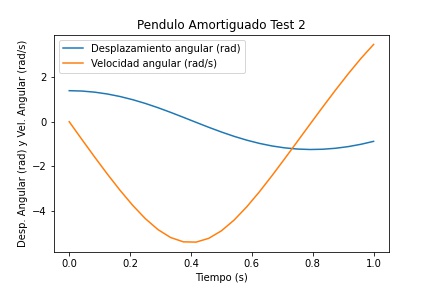 Pendulo Amortiguado Test 2
Desplazamiento angular (rad)
Velocidad angular (rad/s)
Desp. Angular (rad) y Vel. Angular (rad/s)
2
0
−2
−4
0.0 0.2 0.4 0.6 0.8 1.0
Tiempo (s)